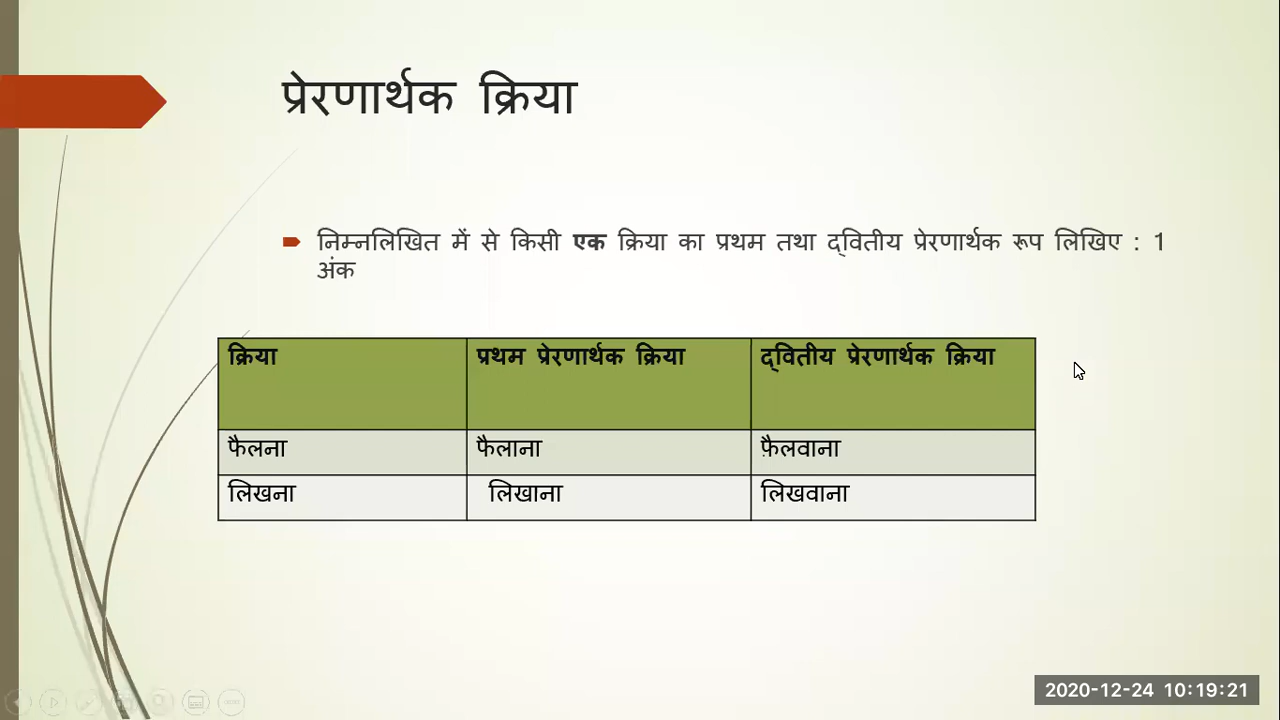 प्रेरणार्थक क्रिया
निम्नलिखित में से किसी एक क्रिया का प्रथम तथा द्वितीय प्रेरणार्थक रूप लिखिए : 1
अंक
क्रिया प्रथम प्रेरणार्थक क्रिया द्वितीय प्रेरणार्थक क्रिया
फैलना फैलाना फ़ैलवाना
लिखना लिखाना लिखवाना
2020-12-24 10:19:21